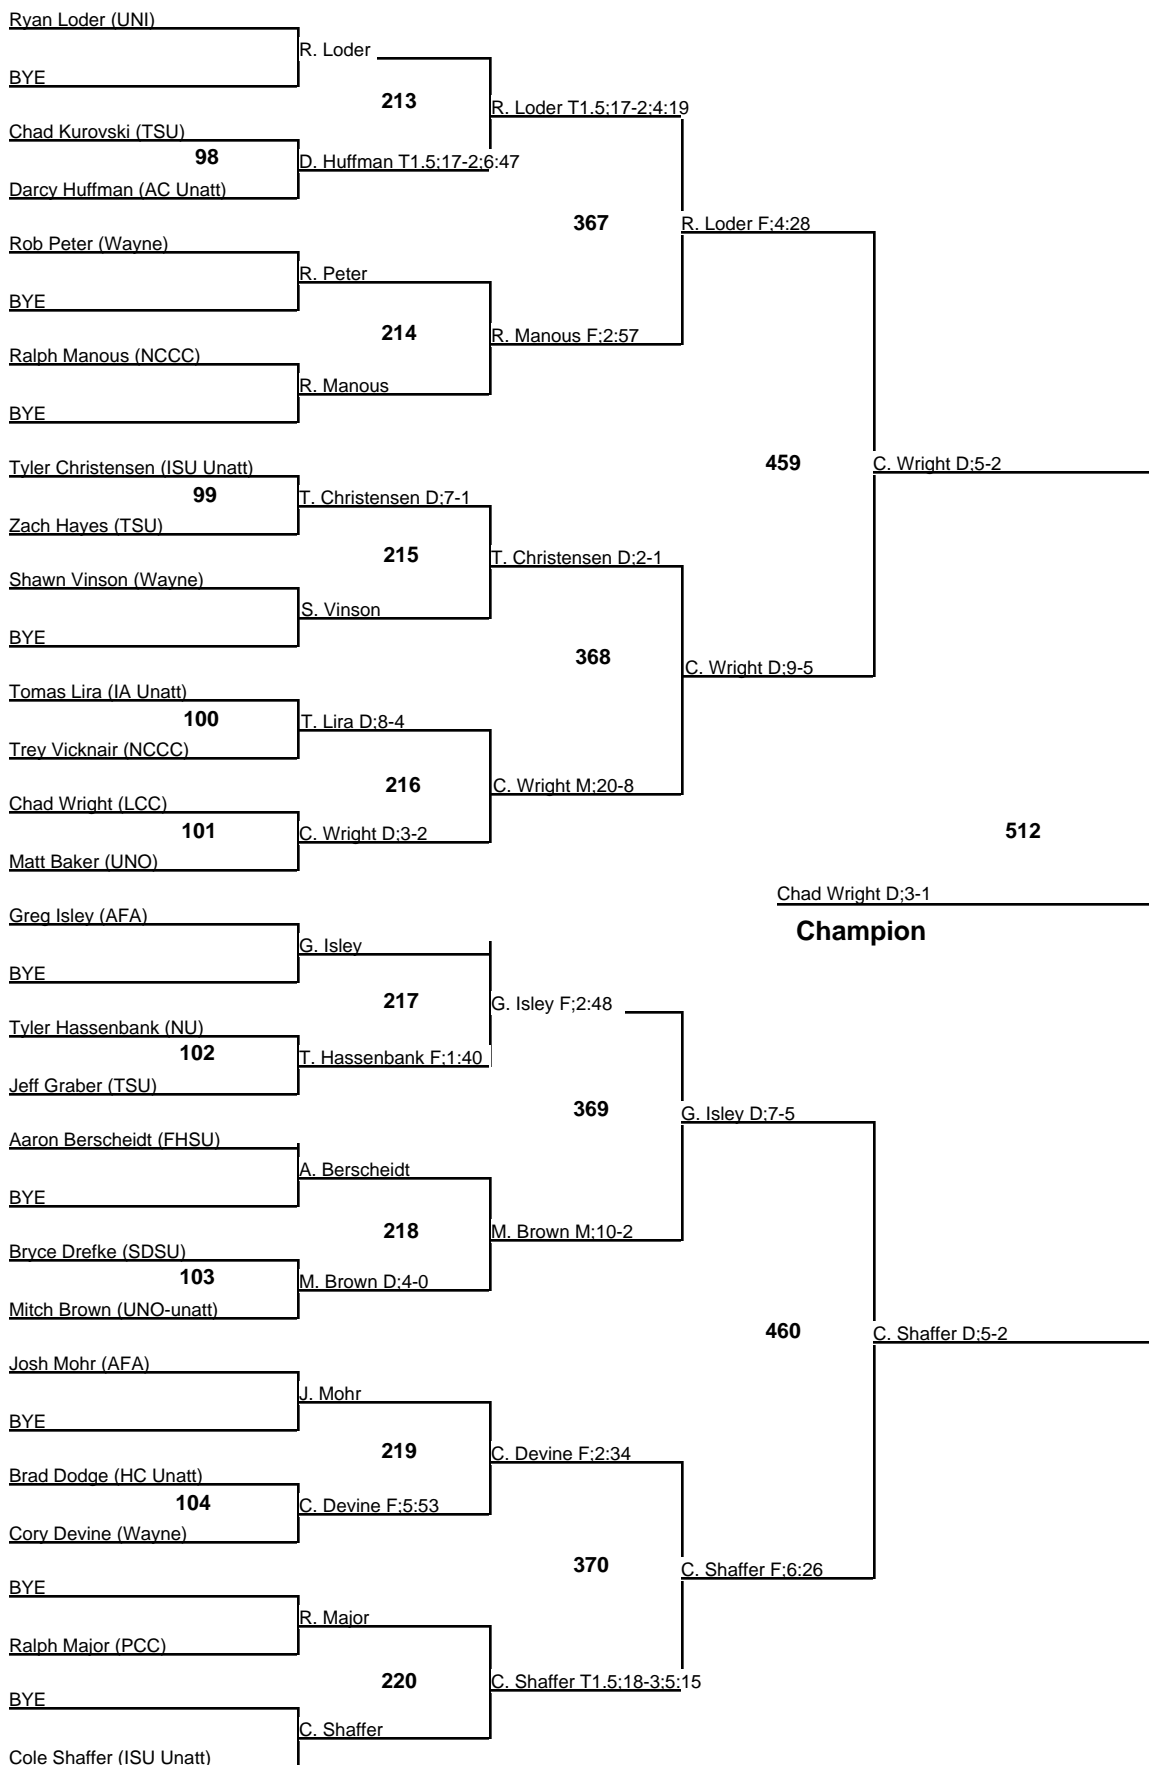 Ryan Loder (UNI)
R. Loder
BYE
213
R. Loder T1.5;17-2;4:19
Chad Kurovski (TSU)
98
D. Huffman T1.5;17-2;6:47
Darcy Huffman (AC Unatt)
367
R. Loder F;4:28
Rob Peter (Wayne)
R. Peter
BYE
214
R. Manous F;2:57
Ralph Manous (NCCC)
R. Manous
BYE
Tyler Christensen (ISU Unatt)
459
C. Wright D;5-2
99
T. Christensen D;7-1
Zach Hayes (TSU)
215
T. Christensen D;2-1
Shawn Vinson (Wayne)
S. Vinson
BYE
368
C. Wright D;9-5
Tomas Lira (IA Unatt)
100
T. Lira D;8-4
Trey Vicknair (NCCC)
216
C. Wright M;20-8
Chad Wright (LCC)
101
C. Wright D;3-2
512
Matt Baker (UNO)
Chad Wright D;3-1
Champion
Greg Isley (AFA)
G. Isley
BYE
217
G. Isley F;2:48
Tyler Hassenbank (NU)
102
T. Hassenbank F;1:40
Jeff Graber (TSU)
369
G. Isley D;7-5
Aaron Berscheidt (FHSU)
A. Berscheidt
BYE
218
M. Brown M;10-2
Bryce Drefke (SDSU)
103
M. Brown D;4-0
Mitch Brown (UNO-unatt)
460
C. Shaffer D;5-2
Josh Mohr (AFA)
J. Mohr
BYE
219
C. Devine F;2:34
Brad Dodge (HC Unatt)
104
C. Devine F;5:53
Cory Devine (Wayne)
370
C. Shaffer F;6:26
BYE
R. Major
Ralph Major (PCC)
220
C. Shaffer T1.5;18-3;5:15
BYE
C. Shaffer
Cole Shaffer (ISU Unatt)